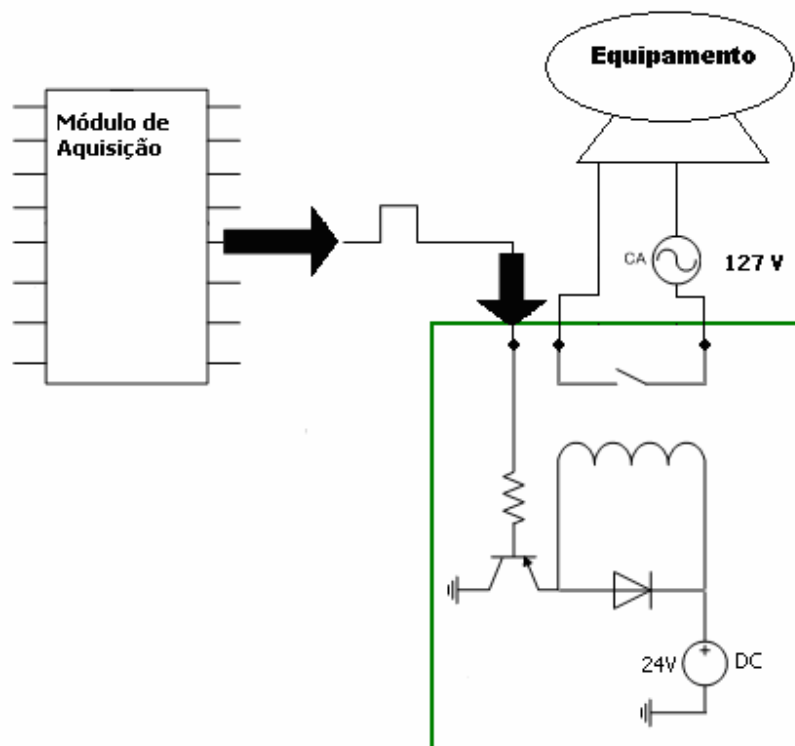 Equipamento
Módulo de
Aquisição
CA
127 V
24V
+
DC